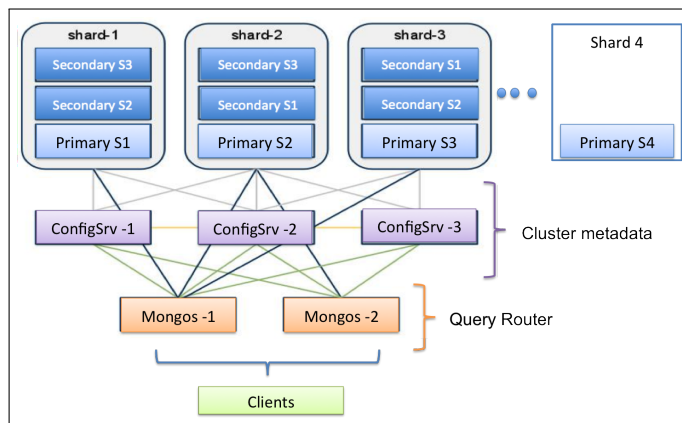 shard-1 shard-2 shard-3 Shard 4
Secondary S3 Secondary S3 Secondary S1
Secondary S2 Secondary S1 Secondary S2
Primary S1 Primary S2 Primary S3 Primary S4
ConfigSrv -1 ConfigSrv -2 ConfigSrv -3
Cluster metadata
Mongos -1 Mongos -2 Query Router
Clients